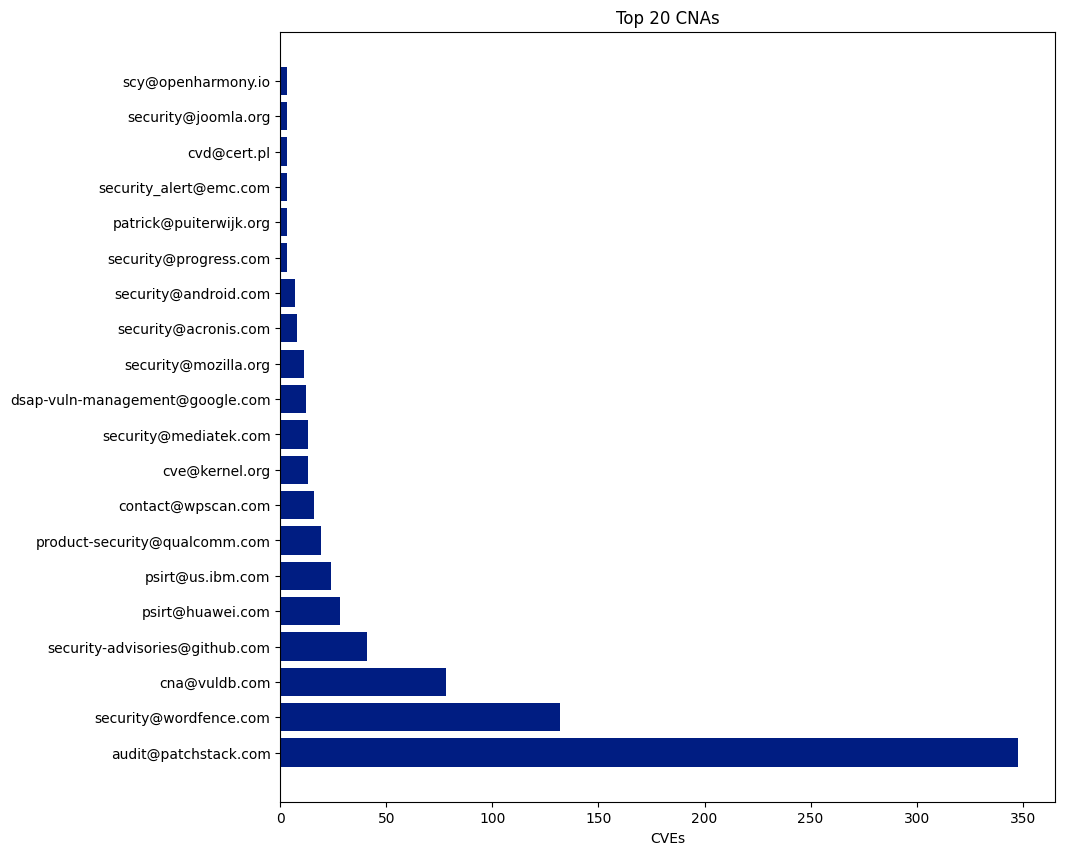 Top 20 CNAs
scy@openharmony.io
security@joomla.org
cvd@cert.pl
security_alert@emc.com
patrick@puiterwijk.org
security@progress.com
security@android.com
security@acronis.com
security@mozilla.org
dsap-vuln-management@google.com
security@mediatek.com
cve@kernel.org
contact@wpscan.com
product-security@qualcomm.com
psirt@us.ibm.com
psirt@huawei.com
security-advisories@github.com
cna@vuldb.com
security@wordfence.com
audit@patchstack.com
0 50 100 150 200 250 300 350
CVEs